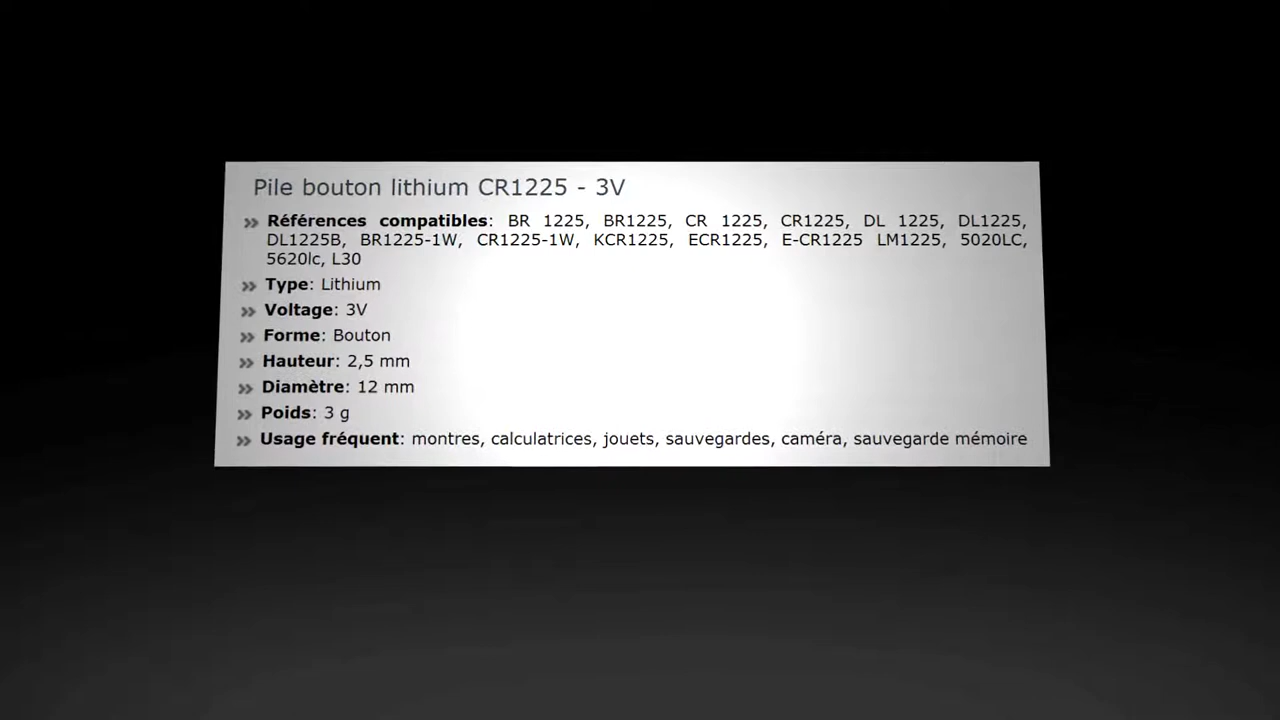 Pile bouton lithium CR1225 - 3V
Références compatibles: BR 1225, BR1225, CR 1225, CR1225, DL 1225, DL1225,
DL1225B, BR1225-1W, CR1225-1W, KCR1225, ECR1225, E-CR1225 LM1225, 5020LC,
5620lc, L30
Type: Lithium
Voltage: 3V
Forme: Bouton
Hauteur: 2,5 mm
Diamètre: 12 mm
Poids: 3 g
Usage fréquent: montres, calculatrices, jouets, sauvegardes, caméra, sauvegarde mémoire